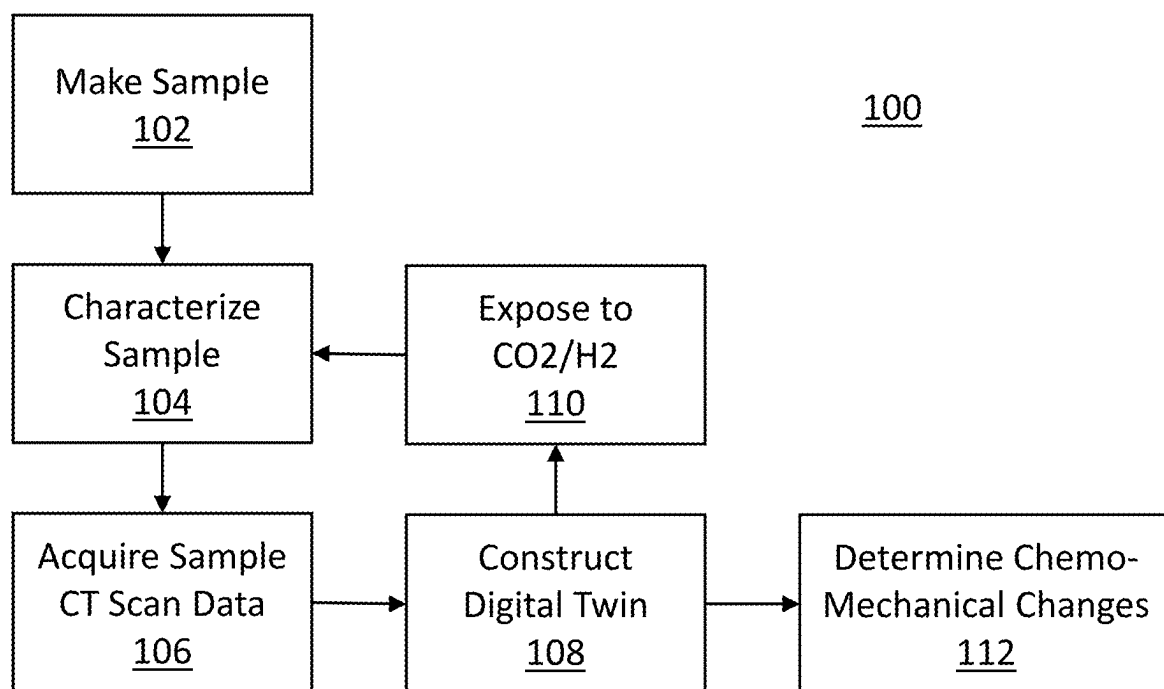 Make Sample
102
100
Characterize
Sample
104
Expose to
CO2/H2
110
Acquire Sample
CT Scan Data
106
Construct
Digital Twin
108
Determine Chemo-
Mechanical Changes
112